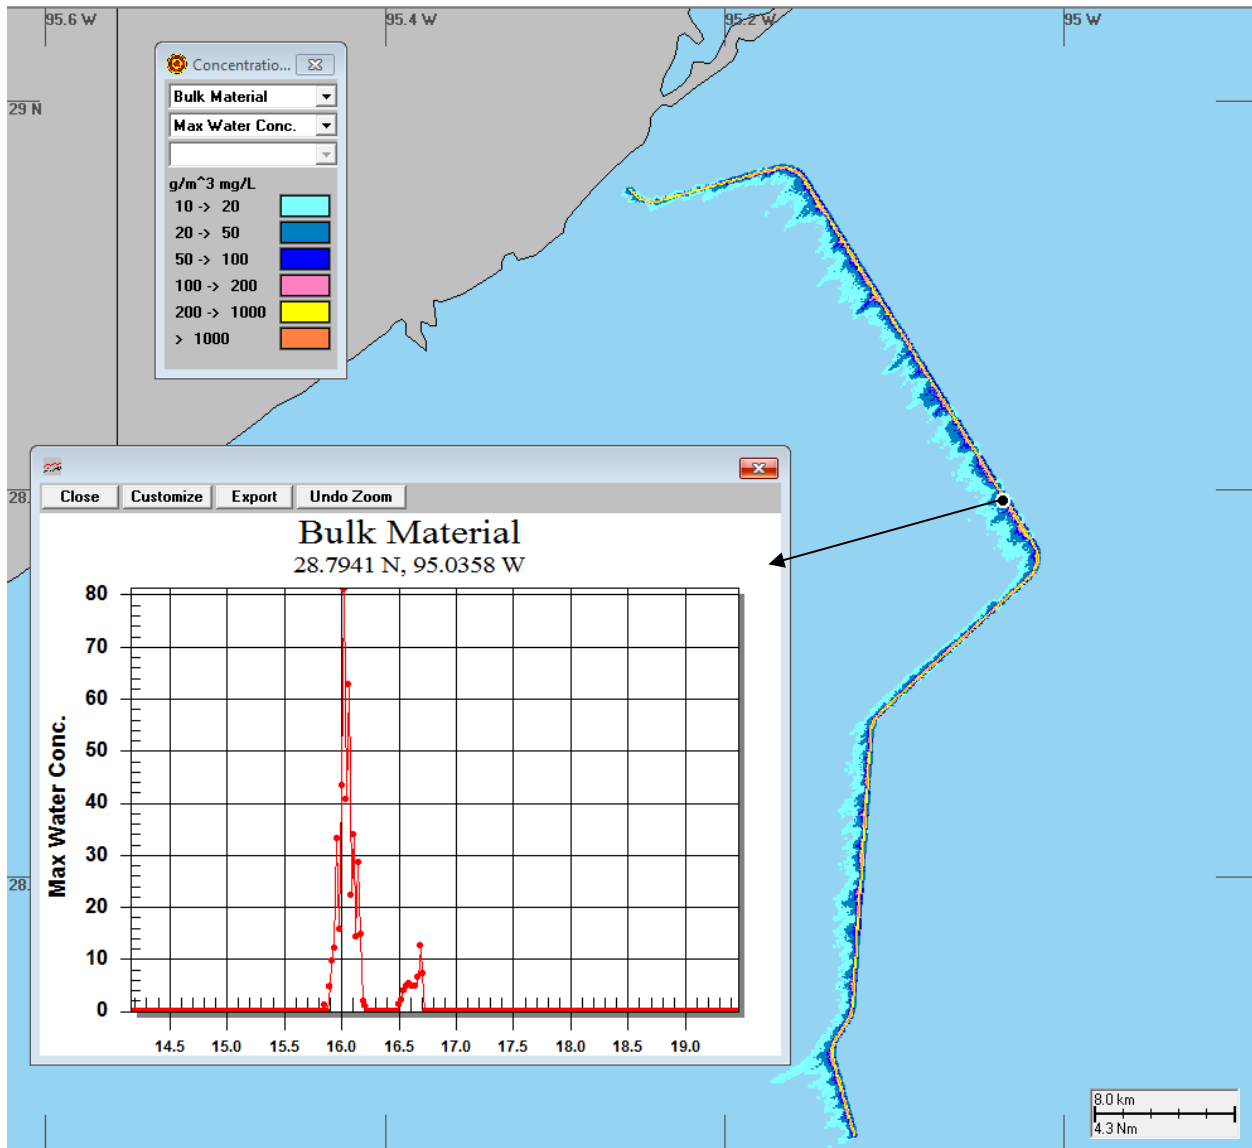 95.6 W
95.4 W
95.2 W
95 W
29 N
Concentratio...
Bulk Material
Max Water Conc.
g/m^3 mg/L
10 -> 20
20 -> 50
50 -> 100
100 -> 200
200 -> 1000
> 1000
28.
Close Customize Export Undo Zoom
Bulk Material
28.7941 N, 95.0358 W
Max Water Conc.
80
70
60
50
40
30
20
10
0
14.5 15.0 15.5 16.0 16.5 17.0 17.5 18.0 18.5 19.0
28.
8.0 km
4.3 Nm